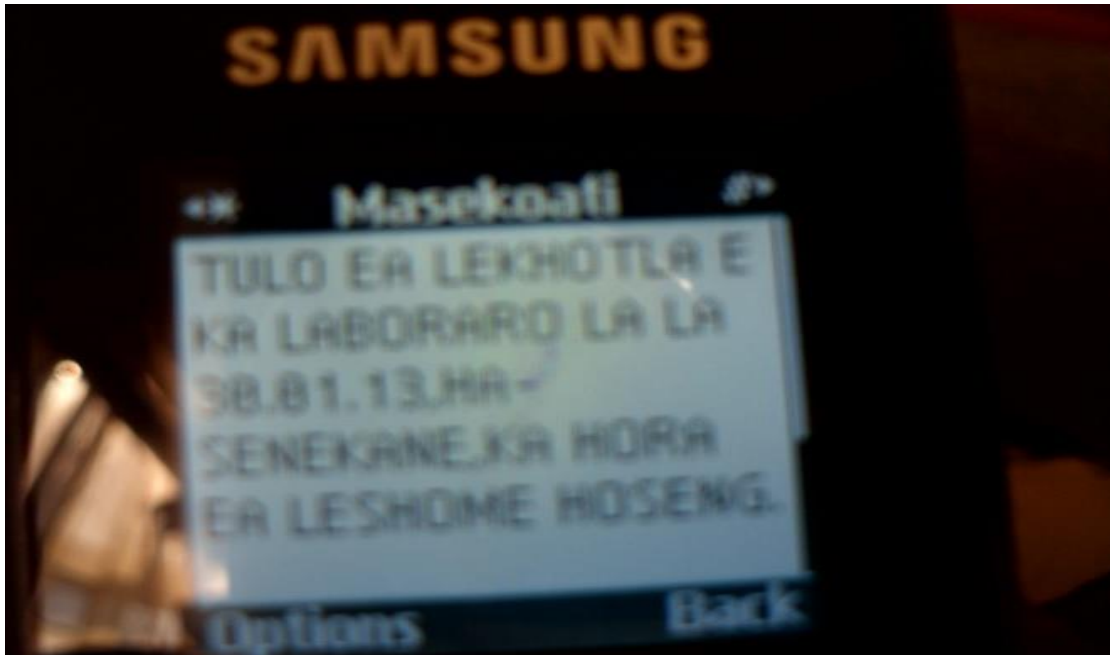 SAMSUNG
Masekoati
TULO EA LEKHOTLA E
KA LABORARO LA LA
30.01.13.HA-
SENEKANE,KA HORA
EA LESHOME HOSENG.
Options Back